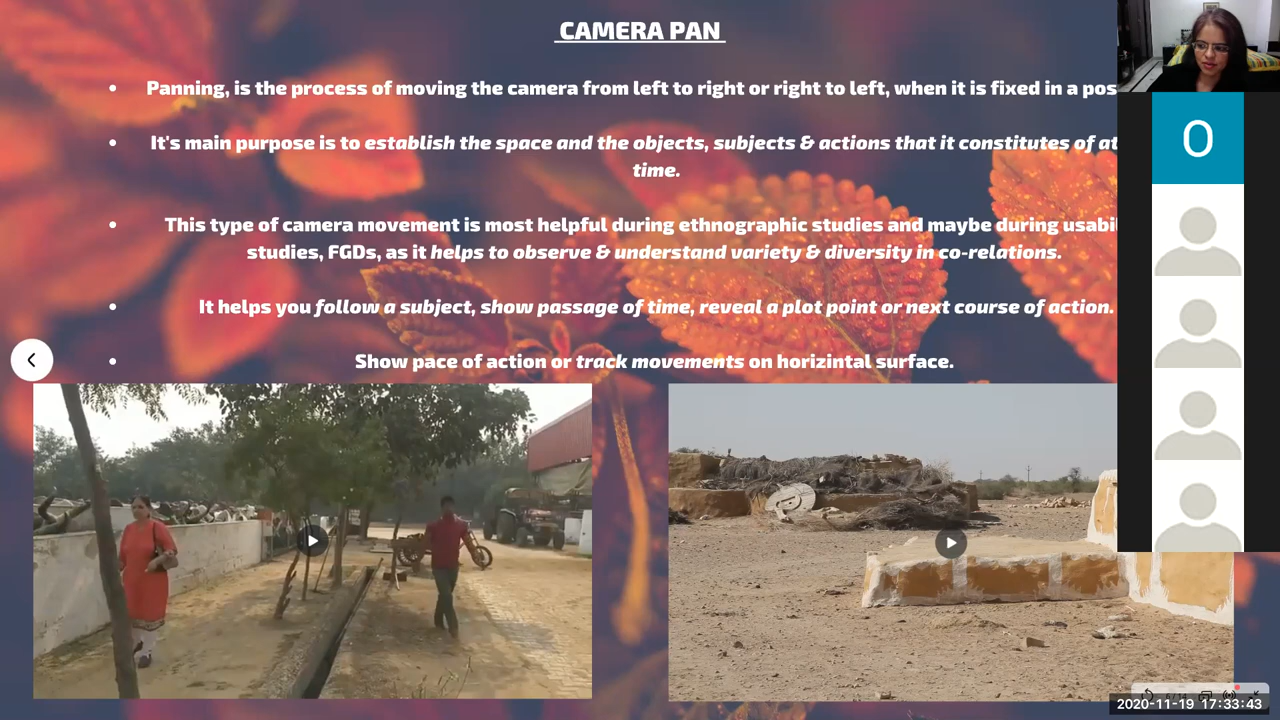 CAMERA PAN
• Panning, is the process of moving the camera from left to right or right to left, when it is fixed in a pos
• It's main purpose is to establish the space and the objects, subjects & actions that it constitutes of at
time.
• This type of camera movement is most helpful during ethnographic studies and maybe during usabi
studies, FGDs, as it helps to observe & understand variety & diversity in co-relations.
• It helps you follow a subject, show passage of time, reveal a plot point or next course of action.
• Show pace of action or track movements on horizintal surface.
O
2020-11-19 17:33:43